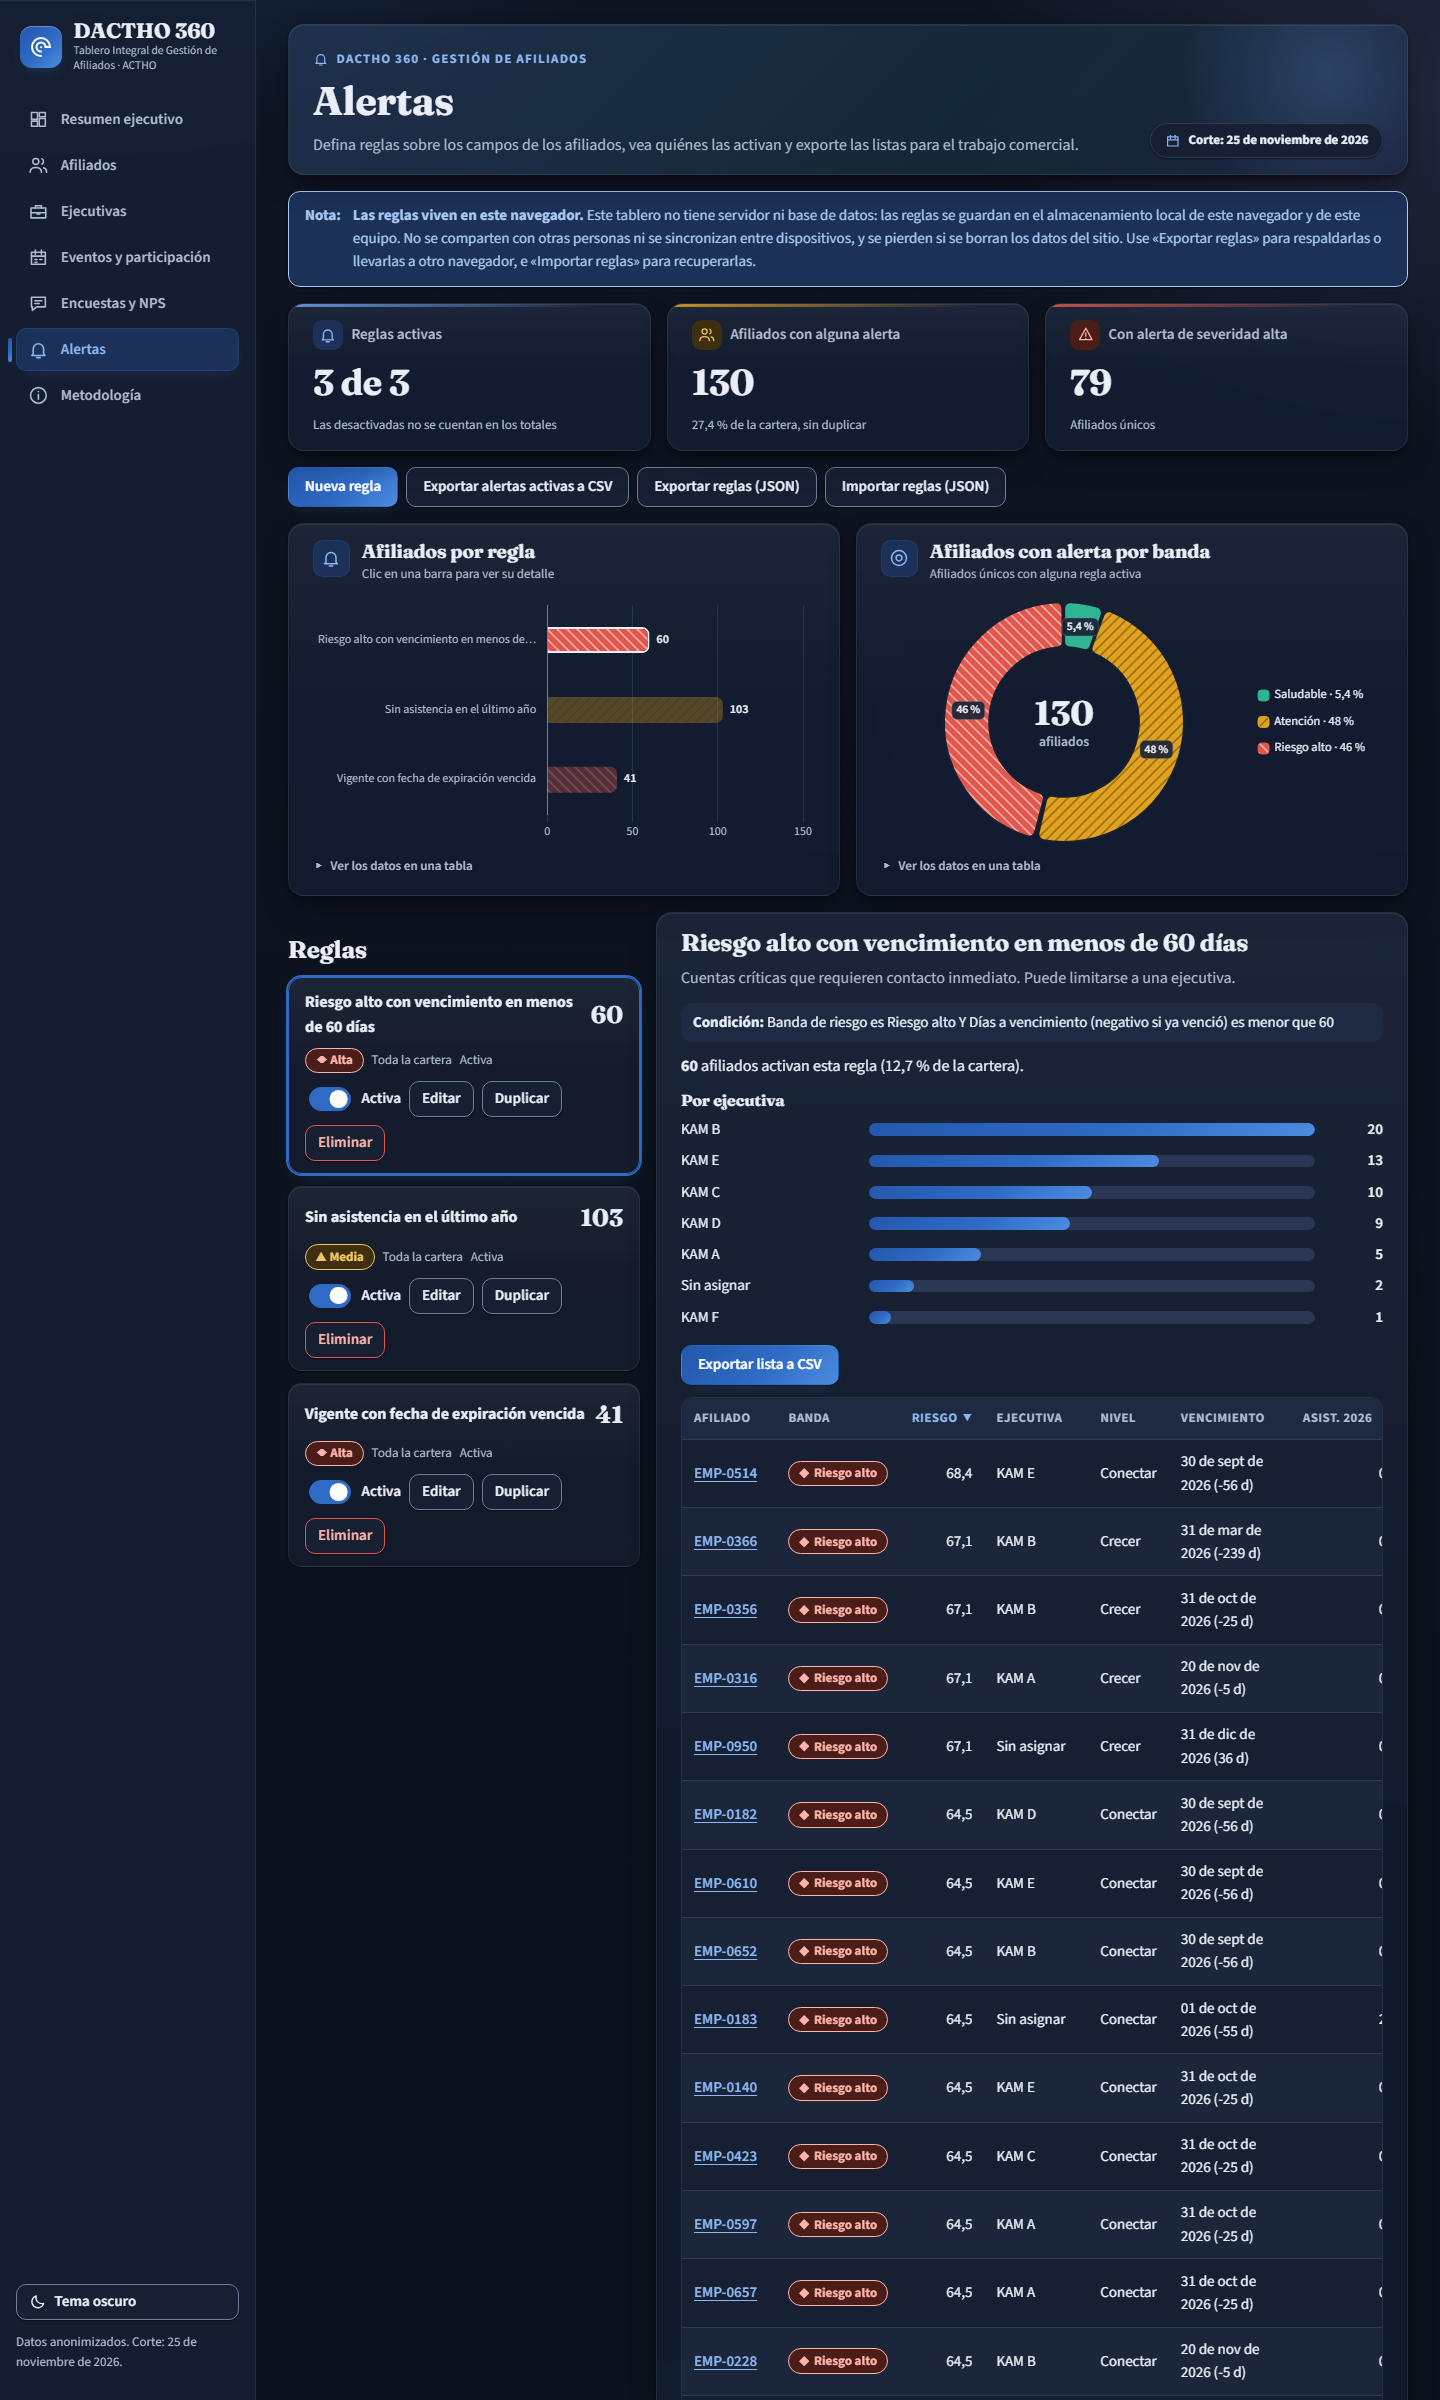 DACTHO 360
Tablero Integral de Gestión de
Afiliados · ACTHO
Resumen ejecutivo
Afiliados
Ejecutivas
Eventos y participación
Encuestas y NPS
Alertas
Metodología
Tema oscuro
Datos anonimizados. Corte: 25 de
noviembre de 2026.
DACTHO 360 · GESTIÓN DE AFILIADOS
Alertas
Defina reglas sobre los campos de los afiliados, vea quiénes las activan y exporte las listas para el trabajo comercial.
Corte: 25 de noviembre de 2026
Nota: Las reglas viven en este navegador. Este tablero no tiene servidor ni base de datos: las reglas se guardan en el almacenamiento local de este navegador y de este
equipo. No se comparten con otras personas ni se sincronizan entre dispositivos, y se pierden si se borran los datos del sitio. Use «Exportar reglas» para respaldarlas o
llevarlas a otro navegador, e «Importar reglas» para recuperarlas.
Reglas activas
3 de 3
Las desactivadas no se cuentan en los totales
Afiliados con alguna alerta
130
27,4 % de la cartera, sin duplicar
Con alerta de severidad alta
79
Afiliados únicos
Nueva regla
Exportar alertas activas a CSV
Exportar reglas (JSON)
Importar reglas (JSON)
Afiliados por regla
Clic en una barra para ver su detalle
Riesgo alto con vencimiento en menos de… 60
Sin asistencia en el último año 103
Vigente con fecha de expiración vencida 41
0 50 100 150
Ver los datos en una tabla
Afiliados con alerta por banda
Afiliados únicos con alguna regla activa
5,4 %
46 %
48 %
130
afiliados
Saludable · 5,4 %
Atención · 48 %
Riesgo alto · 46 %
Ver los datos en una tabla
Reglas
Riesgo alto con vencimiento en menos
de 60 días
60
Alta Toda la cartera Activa
Activa Editar Duplicar
Eliminar
Sin asistencia en el último año 103
Media Toda la cartera Activa
Activa Editar Duplicar
Eliminar
Vigente con fecha de expiración vencida 41
Alta Toda la cartera Activa
Activa Editar Duplicar
Eliminar
Riesgo alto con vencimiento en menos de 60 días
Cuentas críticas que requieren contacto inmediato. Puede limitarse a una ejecutiva.
Condición: Banda de riesgo es Riesgo alto Y Días a vencimiento (negativo si ya venció) es menor que 60
60 afiliados activan esta regla (12,7 % de la cartera).
Por ejecutiva
KAM B 20
KAM E 13
KAM C 10
KAM D 9
KAM A 5
Sin asignar 2
KAM F 1
Exportar lista a CSV
AFILIADO BANDA RIESGO EJECUTIVA NIVEL VENCIMIENTO ASIST. 2026
EMP-0514 Riesgo alto 68,4 KAM E Conectar 30 de sept de
2026 (-56 d)
EMP-0366 Riesgo alto 67,1 KAM B Crecer 31 de mar de
2026 (-239 d)
EMP-0356 Riesgo alto 67,1 KAM B Crecer 31 de oct de
2026 (-25 d)
EMP-0316 Riesgo alto 67,1 KAM A Crecer 20 de nov de
2026 (-5 d)
EMP-0950 Riesgo alto 67,1 Sin asignar Crecer 31 de dic de
2026 (36 d)
EMP-0182 Riesgo alto 64,5 KAM D Conectar 30 de sept de
2026 (-56 d)
EMP-0610 Riesgo alto 64,5 KAM E Conectar 30 de sept de
2026 (-56 d)
EMP-0652 Riesgo alto 64,5 KAM B Conectar 30 de sept de
2026 (-56 d)
EMP-0183 Riesgo alto 64,5 Sin asignar Conectar 01 de oct de
2026 (-55 d)
EMP-0140 Riesgo alto 64,5 KAM E Conectar 31 de oct de
2026 (-25 d)
EMP-0423 Riesgo alto 64,5 KAM C Conectar 31 de oct de
2026 (-25 d)
EMP-0597 Riesgo alto 64,5 KAM A Conectar 31 de oct de
2026 (-25 d)
EMP-0657 Riesgo alto 64,5 KAM A Conectar 31 de oct de
2026 (-25 d)
EMP-0228 Riesgo alto 64,5 KAM B Conectar 20 de nov de
2026 (-5 d)